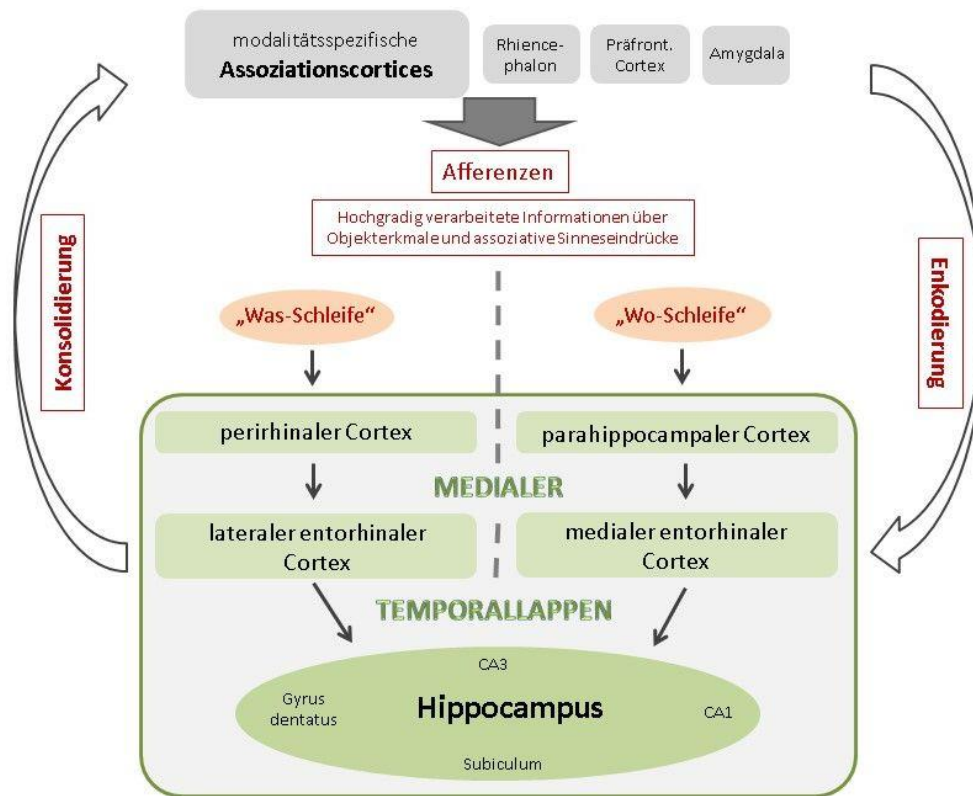 modalitätsspezifische
Assoziationscortices
Rhience-
phalon
Präfront.
Cortex
Amygdala
Afferenzen
Hochgradig verarbeitete Informationen über
Objekterkmale und assoziative Sinneseindrücke
Konsolidierung
Enkodierung
„Was-Schleife“
„Wo-Schleife“
perirhinaler Cortex
parahippocampaler Cortex
MEDIALER
lateraler entorhinaler
Cortex
medialer entorhinaler
Cortex
TEMPORALLAPPEN
CA3
Gyrus
dentatus
Hippocampus
CA1
Subiculum